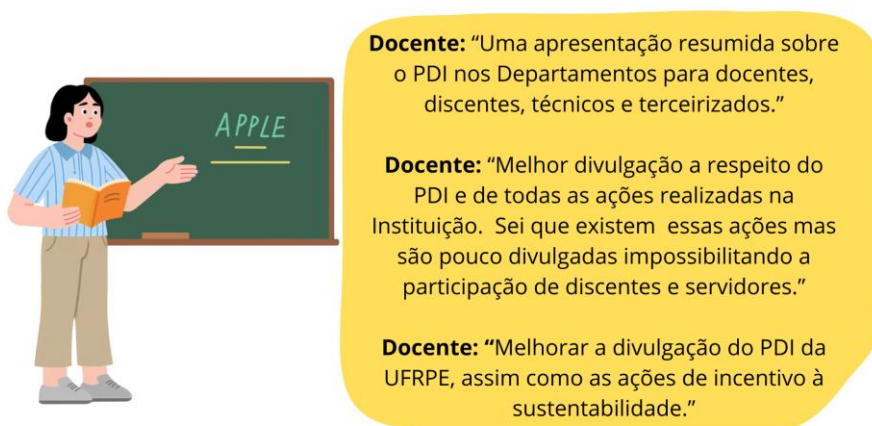 APPLE
Docente: “Uma apresentação resumida sobre
o PDI nos Departamentos para docentes,
discentes, técnicos e terceirizados.”
Docente: “Melhor divulgação a respeito do
PDI e de todas as ações realizadas na
Instituição. Sei que existem essas ações mas
são pouco divulgadas impossibilitando a
participação de discentes e servidores.”
Docente: “Melhorar a divulgação do PDI da
UFRPE, assim como as ações de incentivo à
sustentabilidade.”